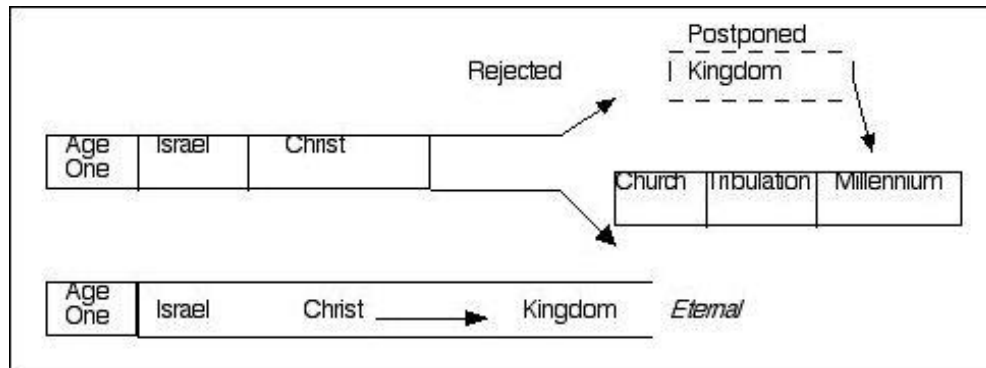 Postponed
Rejected
Kingdom
Age One
Israel
Christ
Church
Tribulation
Millennium
Age One
Israel
Christ
Kingdom
Eternal